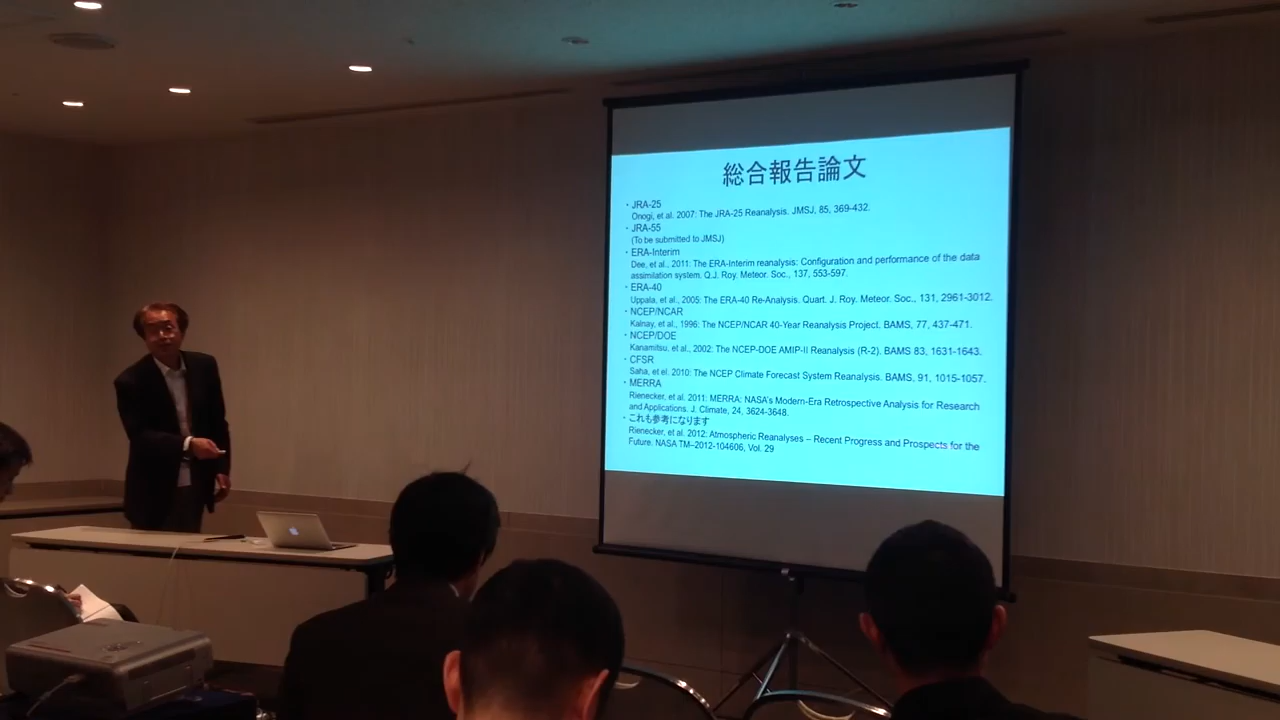 総合報告論文
・JRA-25
Onogi, et al. 2007: The JRA-25 Reanalysis. JMSJ, 85, 369-432.
・JRA-55
(To be submitted to JMSJ)
・ERA-Interim
Dee, et al., 2011: The ERA-Interim reanalysis: Configuration and performance of the data
assimilation system. Q.J. Roy. Meteor. Soc., 137, 553-597.
・ERA-40
Uppala, et al., 2005: The ERA-40 Re-Analysis. Quart. J. Roy. Meteor. Soc., 131, 2961-3012.
・NCEP/NCAR
Kalnay, et al., 1996: The NCEP/NCAR 40-Year Reanalysis Project. BAMS, 77, 437-471.
・NCEP/DOE
Kanamitsu, et al., 2002: The NCEP-DOE AMIP-II Reanalysis (R-2). BAMS 83, 1631-1643.
・CFSR
Saha, et el. 2010: The NCEP Climate Forecast System Reanalysis. BAMS, 91, 1015-1057.
・MERRA
Rienecker, et al. 2011: MERRA: NASA's Modern-Era Retrospective Analysis for Research
and Applications. J. Climate, 24, 3624-3648.
・これも参考になります
Rienecker, et al. 2012: Atmospheric Reanalyses – Recent Progress and Prospects for the
Future. NASA TM–2012-104606, Vol. 29